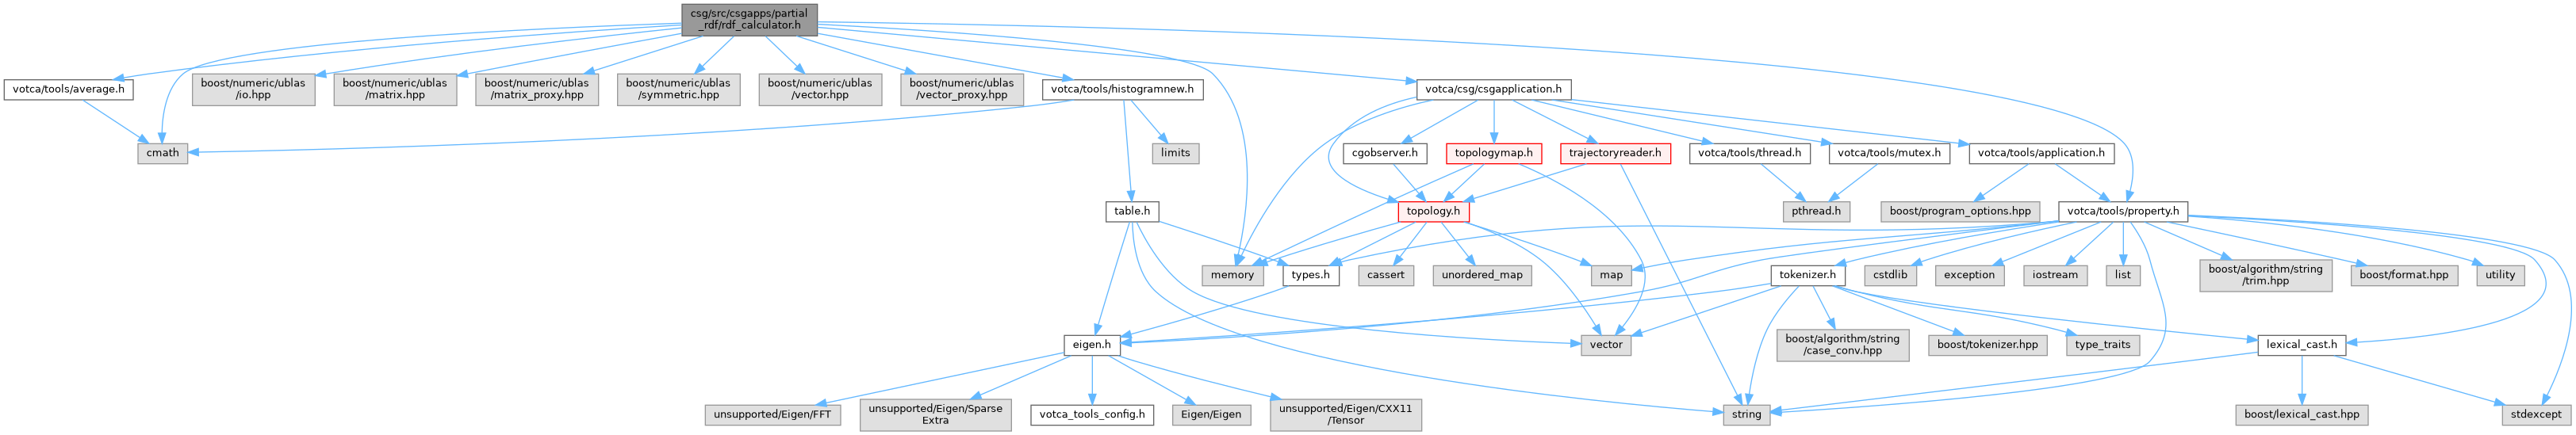 csg/src/csgapps/partial
_rdf/rdf_calculator.h
votca/tools/average.h
boost/numeric/ublas
/io.hpp
boost/numeric/ublas
/matrix.hpp
boost/numeric/ublas
/matrix_proxy.hpp
boost/numeric/ublas
/symmetric.hpp
boost/numeric/ublas
/vector.hpp
boost/numeric/ublas
/vector_proxy.hpp
votca/tools/histogramnew.h
votca/csg/csgapplication.h
cmath
limits
cgobserver.h
topologymap.h
trajectoryreader.h
votca/tools/thread.h
votca/tools/mutex.h
votca/tools/application.h
table.h
topology.h
pthread.h
boost/program_options.hpp
votca/tools/property.h
memory
types.h
cassert
unordered_map
map
tokenizer.h
cstdlib
exception
iostream
list
boost/algorithm/string
/trim.hpp
boost/format.hpp
utility
eigen.h
vector
boost/algorithm/string
/case_conv.hpp
boost/tokenizer.hpp
type_traits
lexical_cast.h
unsupported/Eigen/FFT
unsupported/Eigen/Sparse
Extra
votca_tools_config.h
Eigen/Eigen
unsupported/Eigen/CXX11
/Tensor
string
boost/lexical_cast.hpp
stdexcept